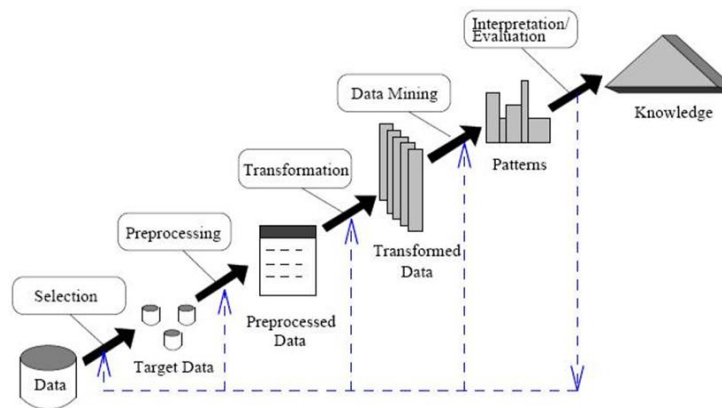 Interpretation/
Evaluation
Data Mining
Knowledge
Transformation
Patterns
Preprocessing
Transformed
Data
Selection
Preprocessed
Data
Target Data
Data